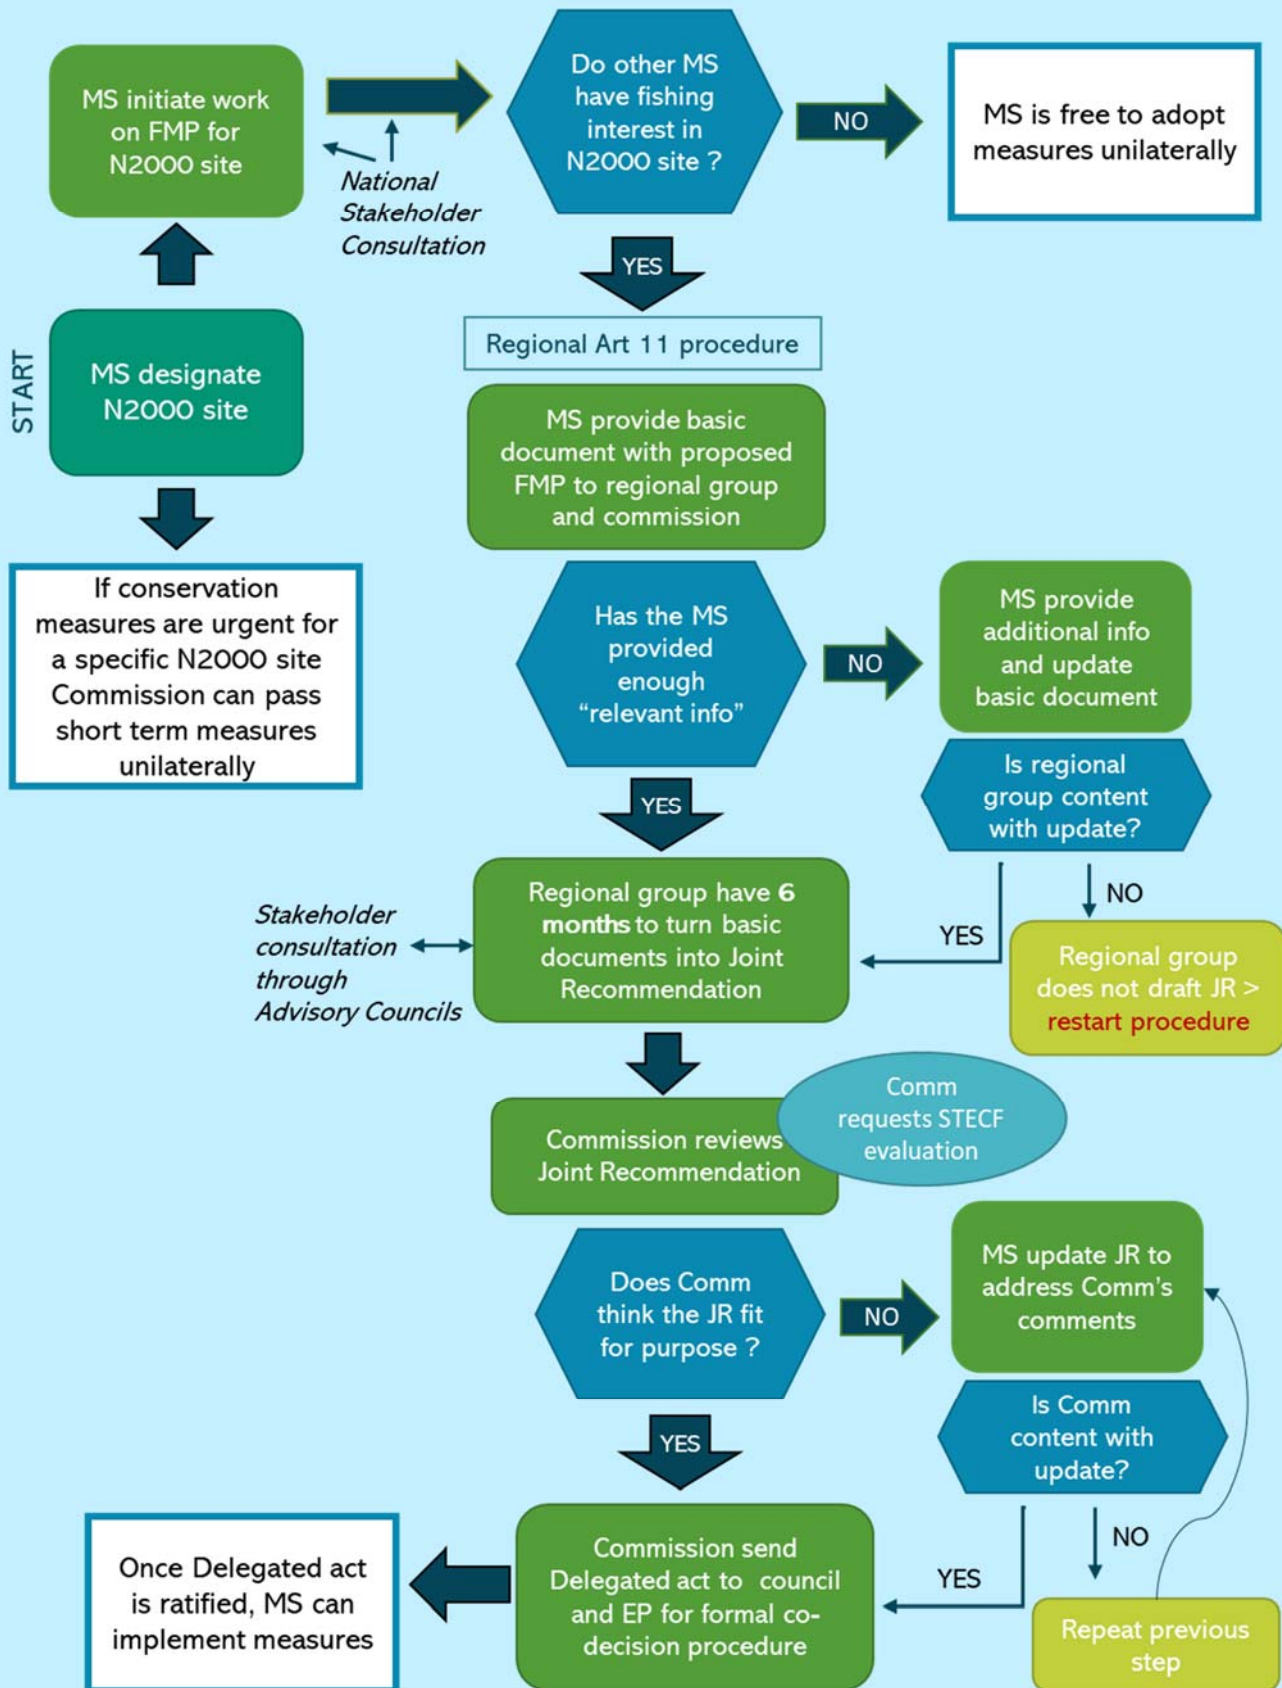 MS initiate work
on FMP for
N2000 site
National
Stakeholder
Consultation
Do other MS
have fishing
interest in
N2000 site ?
NO
MS is free to adopt
measures unilaterally
YES
START
MS designate
N2000 site
If conservation
measures are urgent for
a specific N2000 site
Commission can pass
short term measures
unilaterally
Regional Art 11 procedure
MS provide basic
document with proposed
FMP to regional group
and commission
Has the MS
provided
enough
“relevant info”
NO
MS provide
additional info
and update
basic document
Is regional
group content
with update?
YES
NO
YES
Regional group
does not draft JR >
restart procedure
Stakeholder
consultation
through
Advisory Councils
Regional group have 6
months to turn basic
documents into Joint
Recommendation
Commission reviews
Joint Recommendation
Comm
requests STECF
evaluation
Does Comm
think the JR fit
for purpose ?
NO
MS update JR to
address Comm’s
comments
Is Comm
content with
update?
YES
NO
YES
Repeat previous
step
Commission send
Delegated act to council
and EP for formal co-
decision procedure
Once Delegated act
is ratified, MS can
implement measures